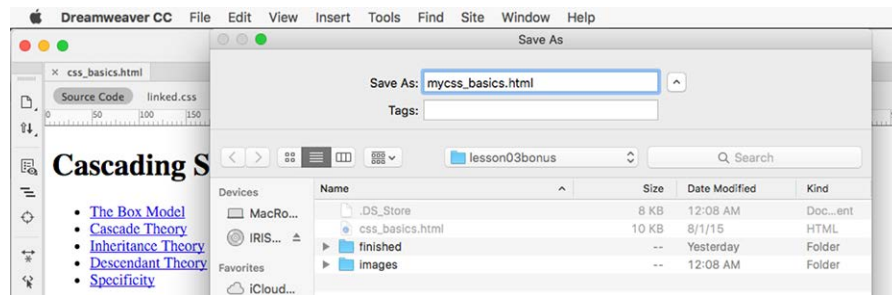 Dreamweaver CC File Edit View Insert Tools Find Site Window Help
Save As
× css_basics.html
Save As: mycss_basics.html
Tags:
Source Code linked.css
0 50 100 150
lesson03bonus
Search
Cascading S
Devices
MacRo...
IRIS...
Favorites
iCloud...
Name Size Date Modified Kind
.DS_Store 8 KB 12:08 AM Doc...ent
css_basics.html 10 KB 8/1/15 HTML
finished -- Yesterday Folder
images -- 12:08 AM Folder
The Box Model
Cascade Theory
Inheritance Theory
Descendant Theory
Specificity